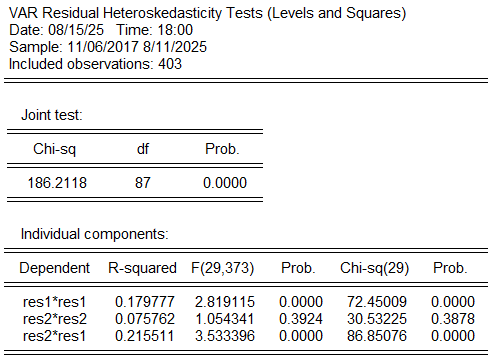 VAR Residual Heteroskedasticity Tests (Levels and Squares)
Date: 08/15/25 Time: 18:00
Sample: 11/06/2017 8/11/2025
Included observations: 403
Joint test:
Chi-sq df Prob.
186.2118 87 0.0000
Individual components:
Dependent R-squared F(29,373) Prob. Chi-sq(29) Prob.
res1*res1 0.179777 2.819115 0.0000 72.45009 0.0000
res2*res2 0.075762 1.054341 0.3924 30.53225 0.3878
res2*res1 0.215511 3.533396 0.0000 86.85076 0.0000